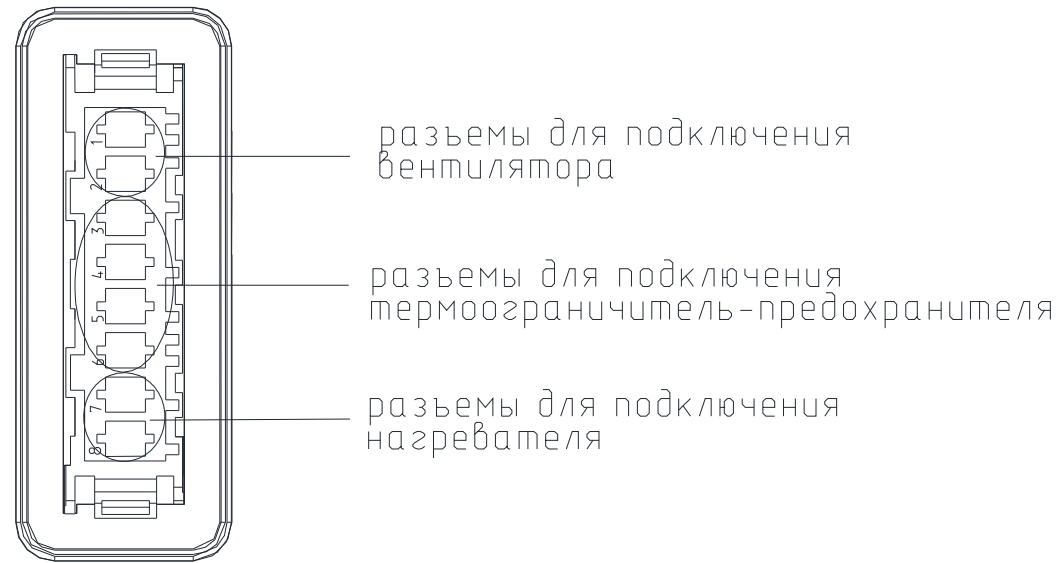 1
разъемы для подключения
вентилятора
2
3
4
разъемы для подключения
термоограничитель-предохранителя
5
6
7
разъемы для подключения
нагревателя
8